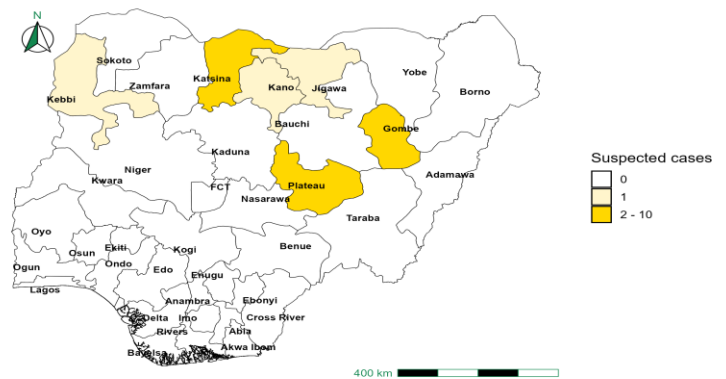 N
Sokoto
Katsina
Yobe
Zamfara
Kano
Jigawa
Borno
Kebbi
Bauchi
Gombe
Kaduna
Niger
Adamawa
Kwara
FCT
Plateau
Nasarawa
Taraba
Oyo
Ekiti
Kogi
Benue
Osun
Ondo
Edo
Ogun
Enugu
Lagos
Anambra
Ebonyi
Delta
Imo
Cross River
Rivers
Abia
Bayelsa
Akwa Ibom
Suspected cases
0
1
2 - 10
400 km